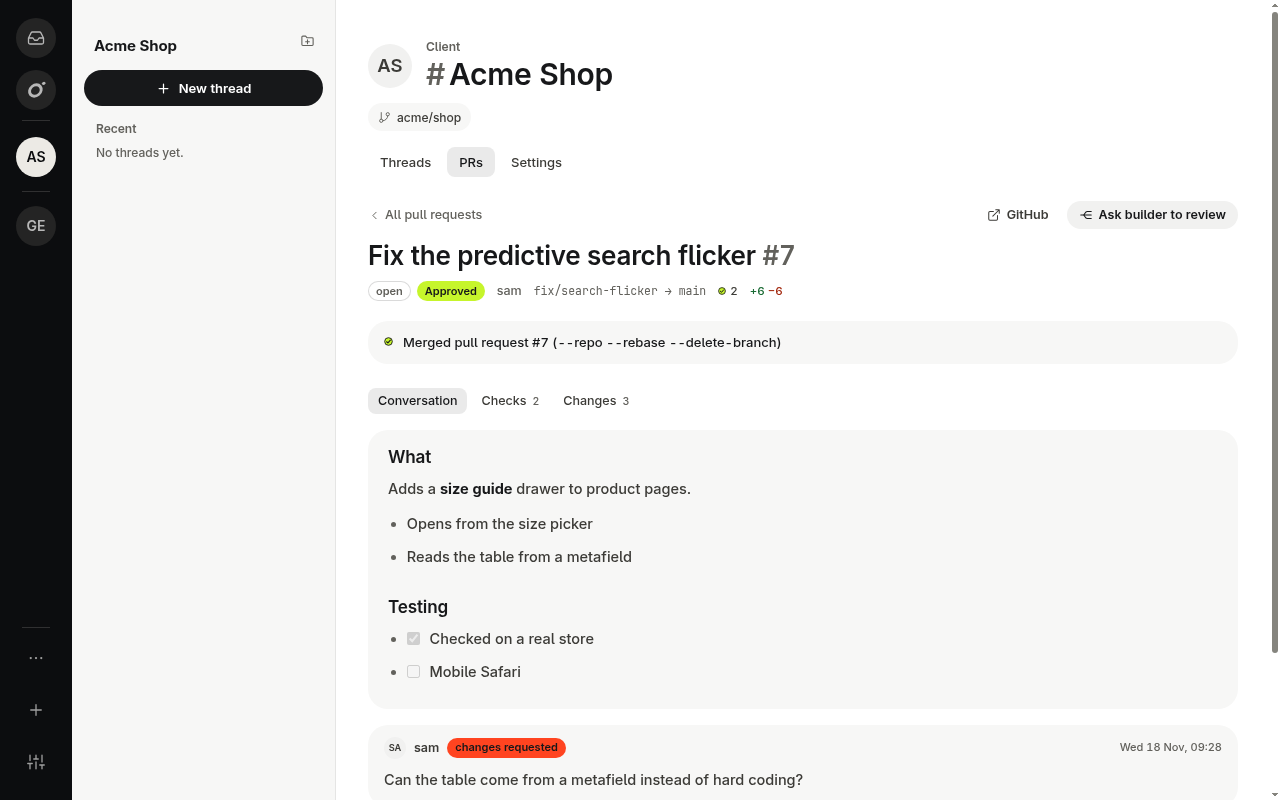 Acme Shop
New thread
Recent
No threads yet.
AS
GE
AS
Client
#Acme Shop
acme/shop
Threads PRs Settings
All pull requests
GitHub
Ask builder to review
Fix the predictive search flicker #7
open Approved sam fix/search-flicker → main 2 +6 −6
Merged pull request #7 (--repo --rebase --delete-branch)
Conversation Checks 2 Changes 3
What
Adds a size guide drawer to product pages.
• Opens from the size picker
• Reads the table from a metafield
Testing
• Checked on a real store
• Mobile Safari
SA sam changes requested Wed 18 Nov, 09:28
Can the table come from a metafield instead of hard coding?